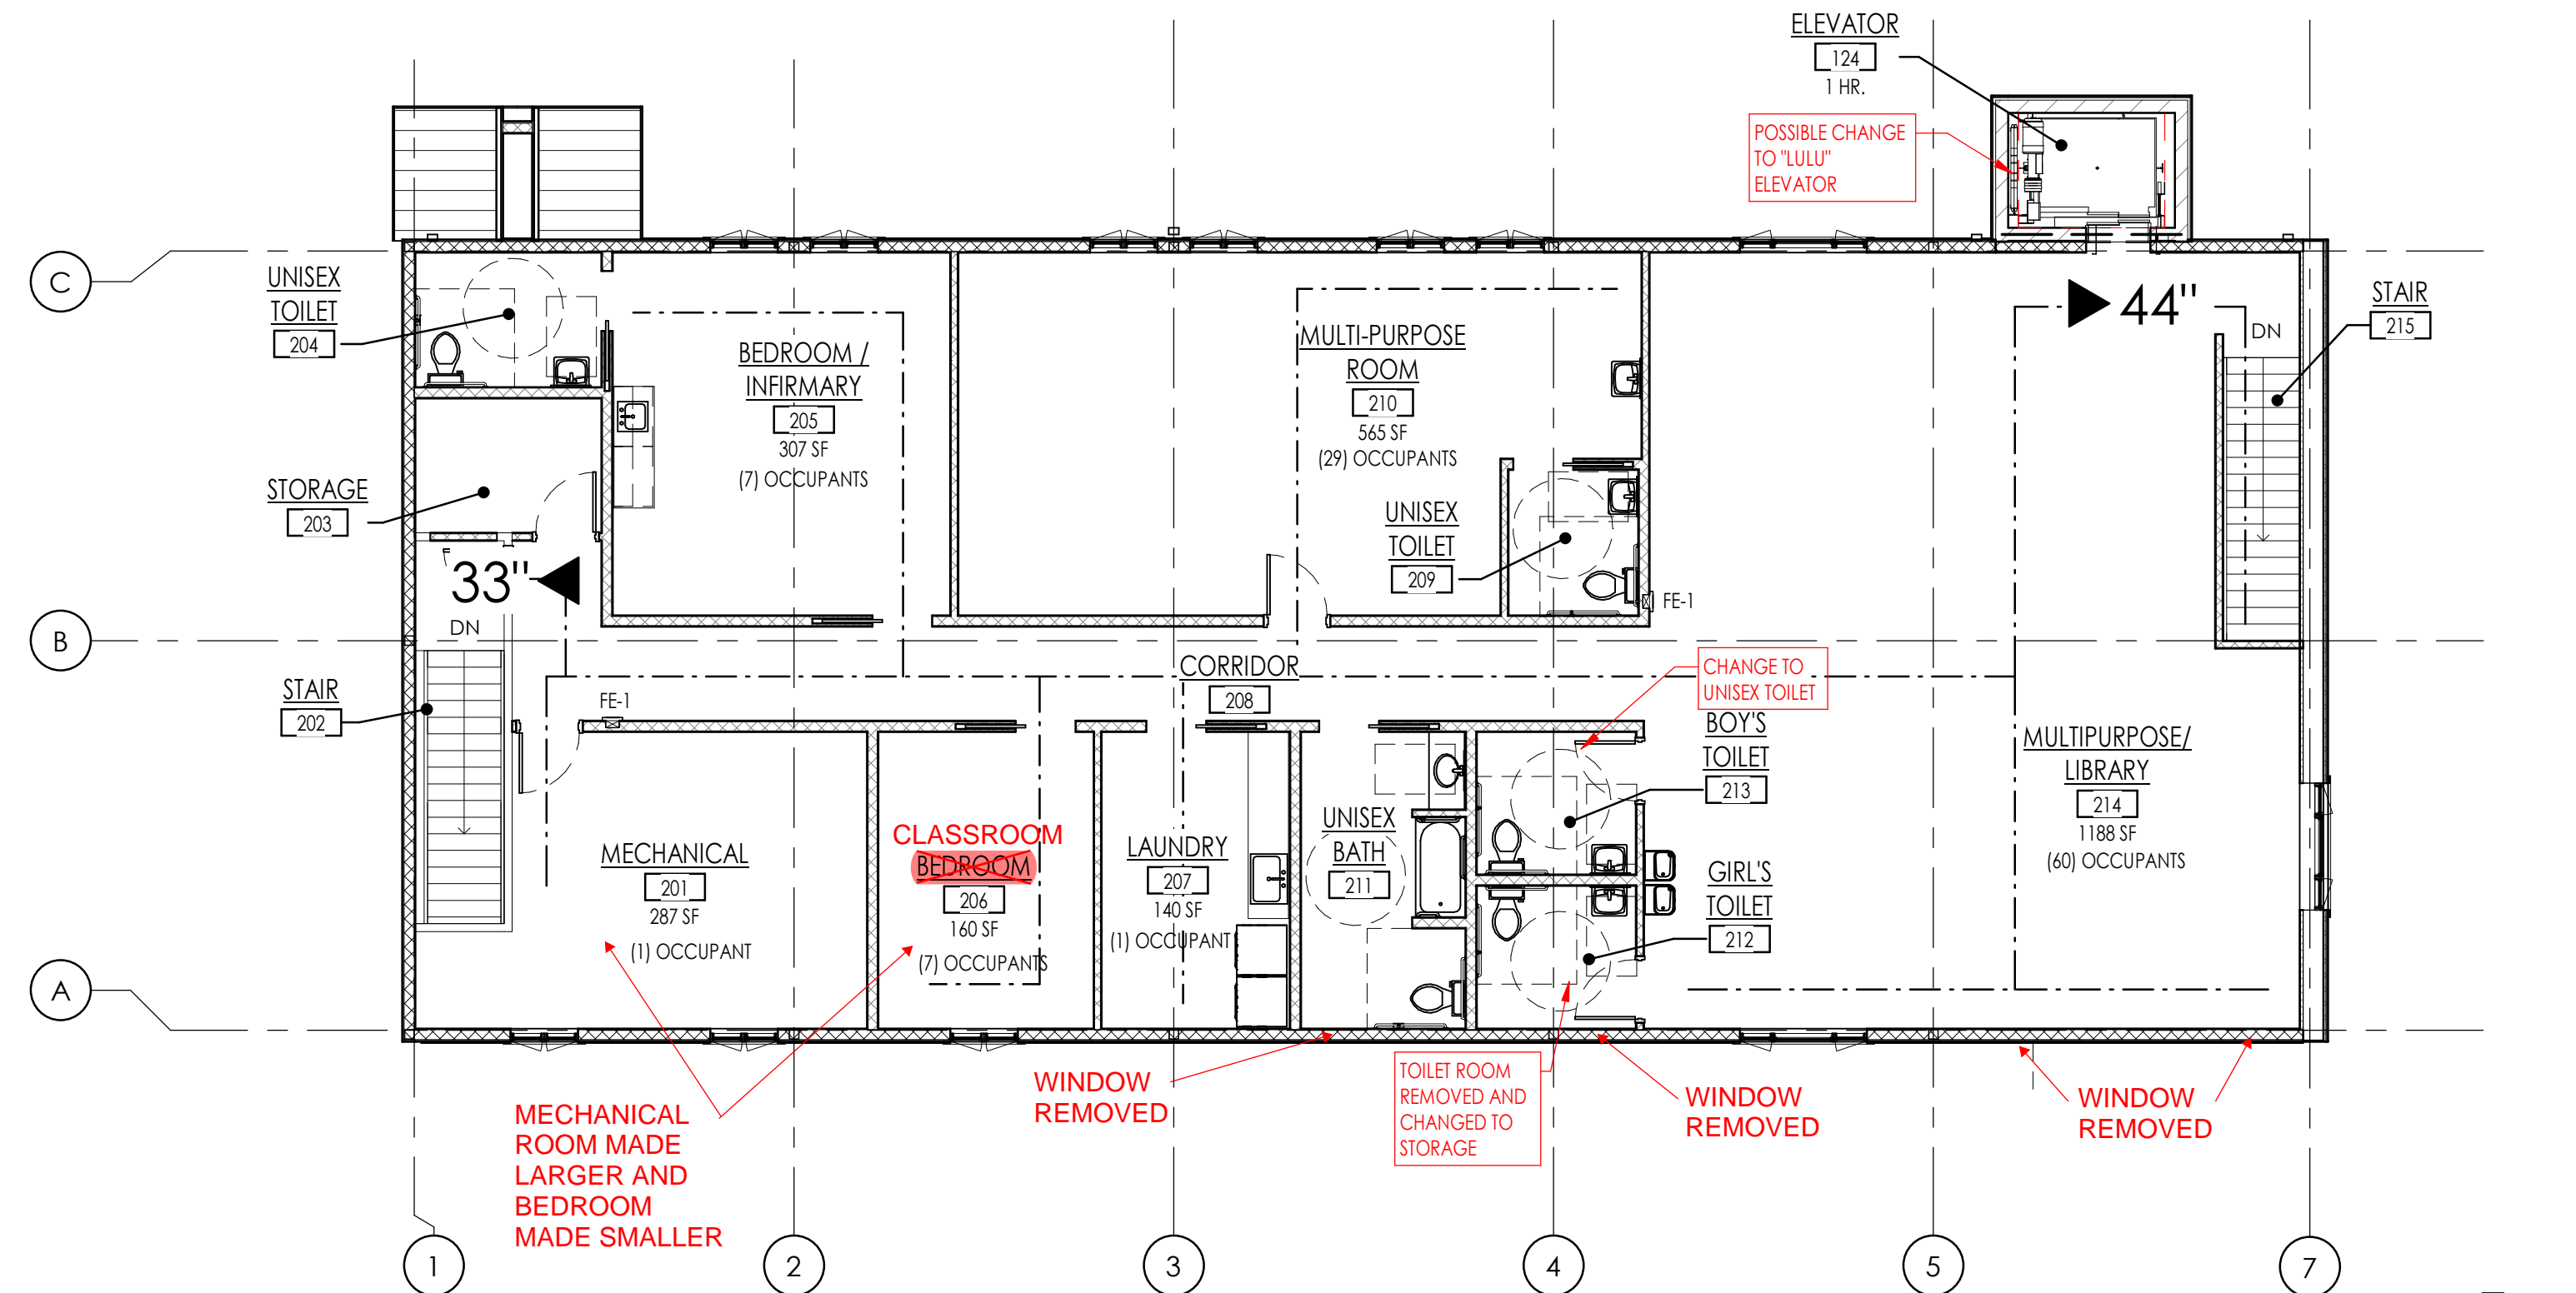 ELEVATOR
124
1 HR.
POSSIBLE CHANGE
TO "LULU"
ELEVATOR
C
UNISEX
TOILET
204
BEDROOM /
INFIRMARY
205
307 SF
(7) OCCUPANTS
MULTI-PURPOSE
ROOM
210
565 SF
(29) OCCUPANTS
44"
DN
STAIR
215
STORAGE
203
UNISEX
TOILET
209
FE-1
33"
DN
B
STAIR
202
FE-1
CORRIDOR
208
CHANGE TO
UNISEX TOILET
BOY'S
TOILET
213
MULTIPURPOSE/
LIBRARY
214
1188 SF
(60) OCCUPANTS
MECHANICAL
201
287 SF
(1) OCCUPANT
CLASSROOM
BEDROOM
206
160 SF
(7) OCCUPANTS
LAUNDRY
207
140 SF
(1) OCCUPANT
UNISEX
BATH
211
GIRL'S
TOILET
212
A
MECHANICAL
ROOM MADE
LARGER AND
BEDROOM
MADE SMALLER
WINDOW
REMOVED
TOILET ROOM
REMOVED AND
CHANGED TO
STORAGE
WINDOW
REMOVED
WINDOW
REMOVED
1
2
3
4
5
7